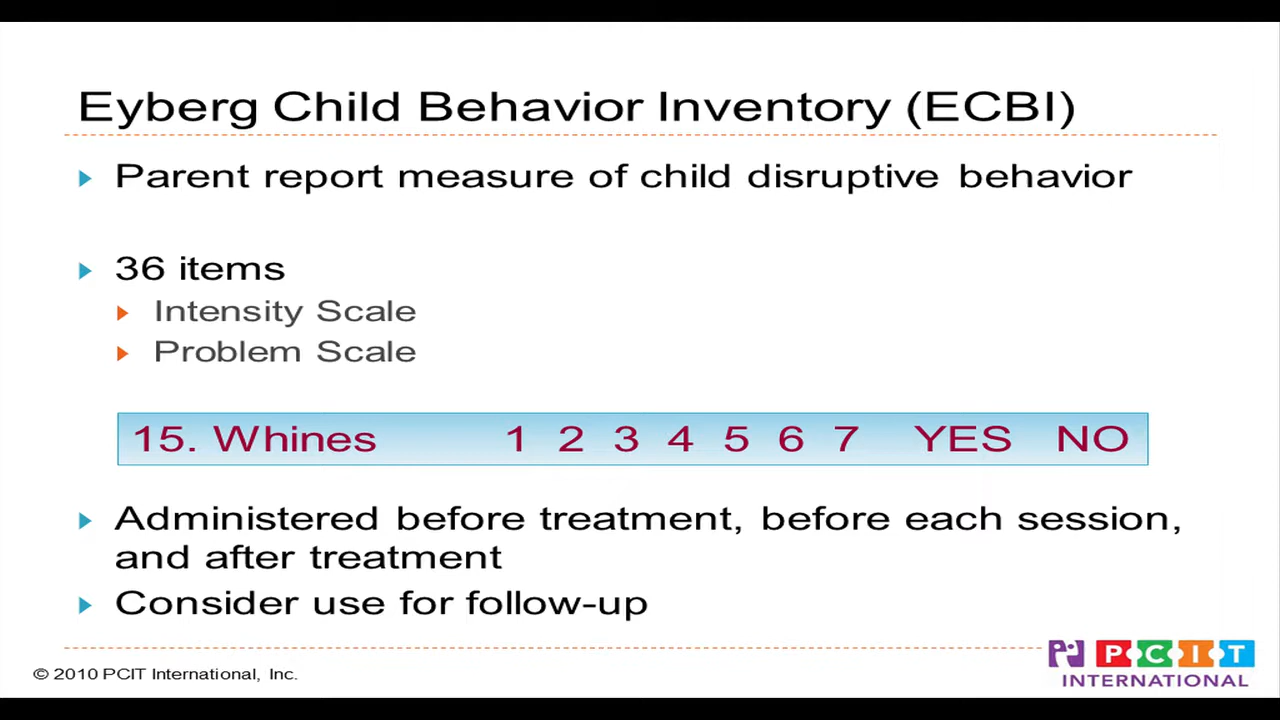 Eyberg Child Behavior Inventory (ECBI)
Parent report measure of child disruptive behavior
36 items
Intensity Scale
Problem Scale
15. Whines 1 2 3 4 5 6 7 YES NO
Administered before treatment, before each session,
and after treatment
Consider use for follow-up
© 2010 PCIT International, Inc.
PCIT
INTERNATIONAL